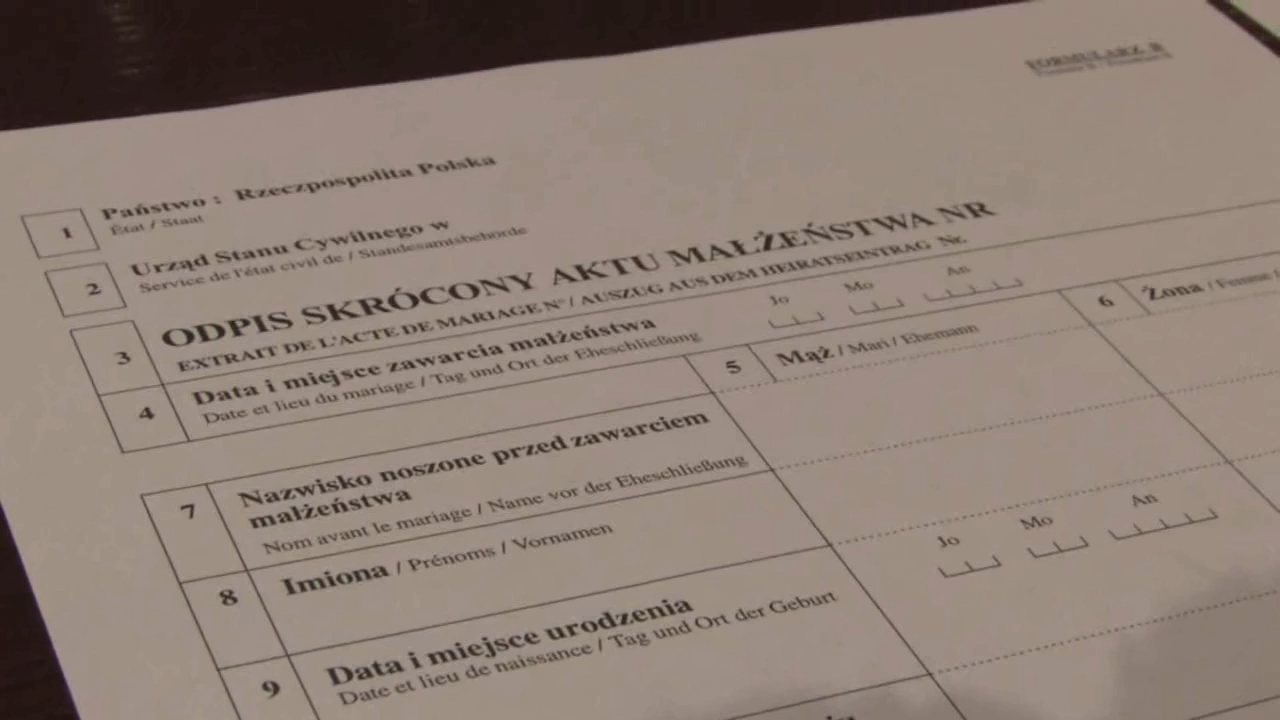 FORMULARZ B
1
Państwo : Rzeczpospolita Polska
État / Staat
2
Urząd Stanu Cywilnego w
Service de l'état civil de / Standesamtsbehörde
3
ODPIS SKRÓCONY AKTU MAŁŻEŃSTWA NR
EXTRAIT DE L'ACTE DE MARIAGE N° / AUSZUG AUS DEM HEIRATSEINTRAG Nr.
4
Data i miejsce zawarcia małżeństwa
Date et lieu du mariage / Tag und Ort der Eheschließung
Jo Mo An
5 Mąż / Mari / Ehemann
6 Żona / Femme
7
Nazwisko noszone przed zawarciem
małżeństwa
Nom avant le mariage / Name vor der Eheschließung
8
Imiona / Prénoms / Vornamen
9
Data i miejsce urodzenia
Date et lieu de naissance / Tag und Ort der Geburt
Jo Mo An